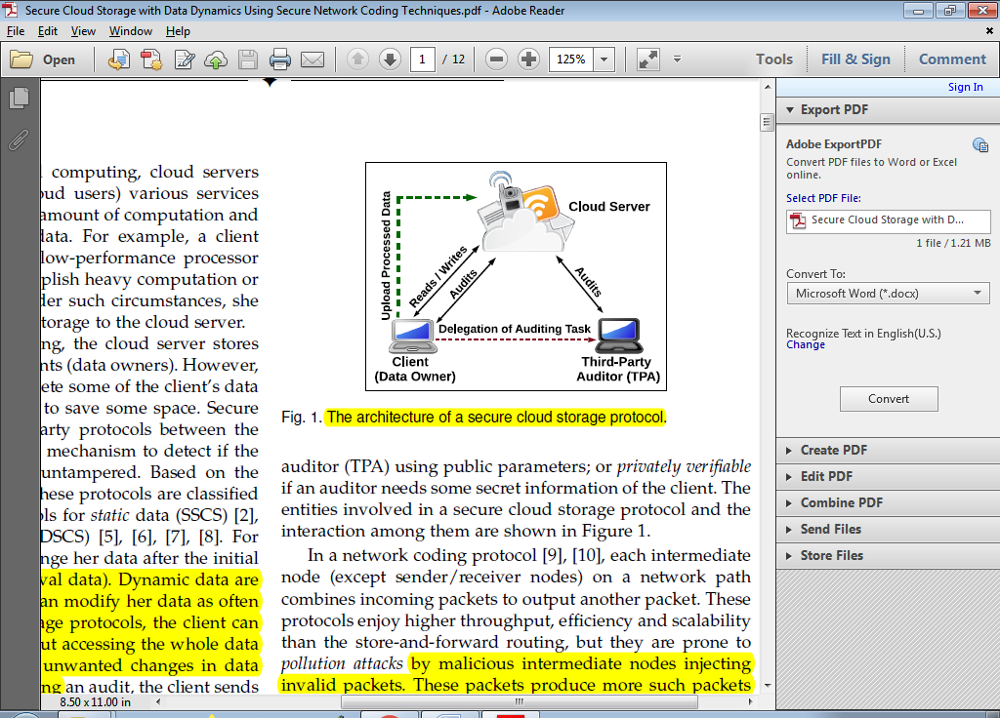 Secure Cloud Storage with Data Dynamics Using Secure Network Coding Techniques.pdf - Adobe Reader
File Edit View Window Help
Open 1 / 12 125% Tools Fill & Sign Comment
Sign In
computing, cloud servers
oud users) various services
amount of computation and
data. For example, a client
low-performance processor
plish heavy computation or
der such circumstances, she
torage to the cloud server.
ng, the cloud server stores
nts (data owners). However,
ete some of the client's data
to save some space. Secure
arty protocols between the
mechanism to detect if the
untampered. Based on the
hese protocols are classified
ols for static data (SSCS) [2],
DSCS) [5], [6], [7], [8]. For
nge her data after the initial
val data). Dynamic data are
an modify her data as often
age protocols, the client can
ut accessing the whole data
unwanted changes in data
ng an audit, the client sends
Upload Processed Data
Cloud Server
Reads / Writes
Audits
Audits
Delegation of Auditing Task
Client
(Data Owner)
Third-Party
Auditor (TPA)
Fig. 1. The architecture of a secure cloud storage protocol.
auditor (TPA) using public parameters; or privately verifiable
if an auditor needs some secret information of the client. The
entities involved in a secure cloud storage protocol and the
interaction among them are shown in Figure 1.
In a network coding protocol [9], [10], each intermediate
node (except sender/receiver nodes) on a network path
combines incoming packets to output another packet. These
protocols enjoy higher throughput, efficiency and scalability
than the store-and-forward routing, but they are prone to
pollution attacks by malicious intermediate nodes injecting
invalid packets. These packets produce more such packets
8.50 x 11.00 in
Export PDF
Adobe ExportPDF
Convert PDF files to Word or Excel
online.
Select PDF File:
Secure Cloud Storage with D...
1 file / 1.21 MB
Convert To:
Microsoft Word (*.docx)
Recognize Text in English(U.S.)
Change
Convert
Create PDF
Edit PDF
Combine PDF
Send Files
Store Files